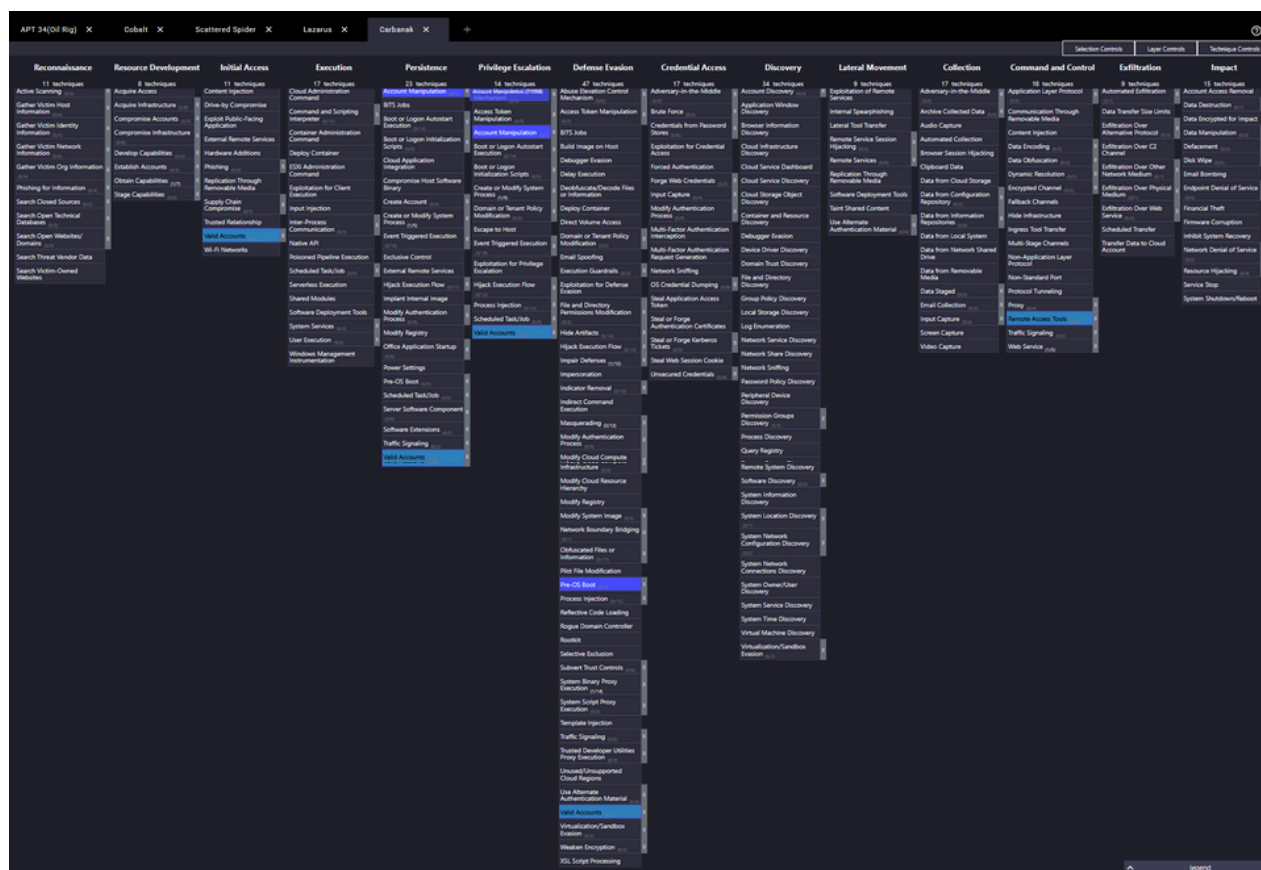 APT 34(Oil Rig) X Cobalt X Scattered Spider X Lazarus X Carbanak X +
Selection Controls Layer Controls Technique Controls
Reconnaissance
11 techniques
Active Scanning
Gather Victim Host
Information
Gather Victim Identity
Information
Gather Victim Network
Information
Gather Victim Org Information
Phishing for Information
Search Closed Sources
Search Open Technical
Databases
Search Open Websites/
Domains
Search Threat Vendor Data
Search Victim-Owned
Websites
Resource Development
8 techniques
Acquire Access
Acquire Infrastructure
Compromise Accounts
Compromise Infrastructure
Develop Capabilities
Establish Accounts
Obtain Capabilities
Stage Capabilities
Initial Access
11 techniques
Content Injection
Drive-by Compromise
Exploit Public-Facing
Application
External Remote Services
Hardware Additions
Phishing
Replication Through
Removable Media
Supply Chain
Compromise
Trusted Relationship
Valid Accounts
Wi-Fi Networks
Execution
17 techniques
Cloud Administration
Command
Command and Scripting
Interpreter
Container Administration
Command
Deploy Container
ESXi Administration
Command
Exploitation for Client
Execution
Input Injection
Inter-Process
Communication
Native API
Poisoned Pipeline Execution
Scheduled Task/Job
Serverless Execution
Shared Modules
Software Deployment Tools
System Services
User Execution
Windows Management
Instrumentation
Persistence
23 techniques
Account Manipulation
BITS Jobs
Boot or Logon Autostart
Execution
Boot or Logon Initialization
Scripts
Cloud Application
Integration
Compromise Host Software
Binary
Create Account
Create or Modify System
Process
Event Triggered Execution
Exclusive Control
External Remote Services
Hijack Execution Flow
Implant Internal Image
Modify Authentication
Process
Modify Registry
Office Application Startup
Power Settings
Pre-OS Boot
Scheduled Task/Job
Server Software Component
Software Extensions
Traffic Signaling
Valid Accounts
Privilege Escalation
14 techniques
Account Manipulation (T1098)
Mechanism
Access Token
Manipulation
Account Manipulation
Boot or Logon Autostart
Execution
Boot or Logon
Initialization Scripts
Create or Modify System
Process
Domain or Tenant Policy
Modification
Escape to Host
Event Triggered Execution
Exploitation for Privilege
Escalation
Hijack Execution Flow
Process Injection
Scheduled Task/Job
Valid Accounts
Defense Evasion
47 techniques
Abuse Elevation Control
Mechanism
Access Token Manipulation
BITS Jobs
Build Image on Host
Debugger Evasion
Delay Execution
Deobfuscate/Decode Files
or Information
Deploy Container
Direct Volume Access
Domain or Tenant Policy
Modification
Email Spoofing
Execution Guardrails
Exploitation for Defense
Evasion
File and Directory
Permissions Modification
Hide Artifacts
Hijack Execution Flow
Impair Defenses
Impersonation
Indicator Removal
Indirect Command
Execution
Masquerading
Modify Authentication
Process
Modify Cloud Compute
Infrastructure
Modify Cloud Resource
Hierarchy
Modify Registry
Modify System Image
Network Boundary Bridging
Obfuscated Files or
Information
Plist File Modification
Pre-OS Boot
Process Injection
Reflective Code Loading
Rogue Domain Controller
Rootkit
Selective Exclusion
Subvert Trust Controls
System Binary Proxy
Execution
System Script Proxy
Execution
Template Injection
Traffic Signaling
Trusted Developer Utilities
Proxy Execution
Unused/Unsupported
Cloud Regions
Use Alternate
Authentication Material
Valid Accounts
Virtualization/Sandbox
Evasion
Weaken Encryption
XSL Script Processing
Credential Access
17 techniques
Adversary-in-the-Middle
Brute Force
Credentials from Password
Stores
Exploitation for Credential
Access
Forced Authentication
Forge Web Credentials
Input Capture
Modify Authentication
Process
Multi-Factor Authentication
Interception
Multi-Factor Authentication
Request Generation
Network Sniffing
OS Credential Dumping
Steal Application Access
Token
Steal or Forge
Authentication Certificates
Steal or Forge Kerberos
Tickets
Steal Web Session Cookie
Unsecured Credentials
Discovery
34 techniques
Account Discovery
Application Window
Discovery
Browser Information
Discovery
Cloud Infrastructure
Discovery
Cloud Service Dashboard
Cloud Service Discovery
Cloud Storage Object
Discovery
Container and Resource
Discovery
Debugger Evasion
Device Driver Discovery
Domain Trust Discovery
File and Directory
Discovery
Group Policy Discovery
Local Storage Discovery
Log Enumeration
Network Service Discovery
Network Share Discovery
Network Sniffing
Password Policy Discovery
Peripheral Device
Discovery
Permission Groups
Discovery
Process Discovery
Query Registry
Remote System Discovery
Software Discovery
System Information
Discovery
System Location Discovery
System Network
Configuration Discovery
System Network
Connections Discovery
System Owner/User
Discovery
System Service Discovery
System Time Discovery
Virtual Machine Discovery
Virtualization/Sandbox
Evasion
Lateral Movement
9 techniques
Exploitation of Remote
Services
Internal Spearphishing
Lateral Tool Transfer
Remote Service Session
Hijacking
Remote Services
Replication Through
Removable Media
Software Deployment Tools
Taint Shared Content
Use Alternate
Authentication Material
Collection
17 techniques
Adversary-in-the-Middle
Archive Collected Data
Audio Capture
Automated Collection
Browser Session Hijacking
Clipboard Data
Data from Cloud Storage
Data from Configuration
Repository
Data from Information
Repositories
Data from Local System
Data from Network Shared
Drive
Data from Removable
Media
Data Staged
Email Collection
Input Capture
Screen Capture
Video Capture
Command and Control
18 techniques
Application Layer Protocol
Communication Through
Removable Media
Content Injection
Data Encoding
Data Obfuscation
Dynamic Resolution
Encrypted Channel
Fallback Channels
Hide Infrastructure
Ingress Tool Transfer
Multi-Stage Channels
Non-Application Layer
Protocol
Non-Standard Port
Protocol Tunneling
Proxy
Remote Access Tools
Traffic Signaling
Web Service
Exfiltration
9 techniques
Automated Exfiltration
Data Transfer Size Limits
Exfiltration Over
Alternative Protocol
Exfiltration Over C2
Channel
Exfiltration Over Other
Network Medium
Exfiltration Over Physical
Medium
Exfiltration Over Web
Service
Scheduled Transfer
Transfer Data to Cloud
Account
Impact
15 techniques
Account Access Removal
Data Destruction
Data Encrypted for Impact
Data Manipulation
Defacement
Disk Wipe
Email Bombing
Endpoint Denial of Service
Financial Theft
Firmware Corruption
Inhibit System Recovery
Network Denial of Service
Resource Hijacking
Service Stop
System Shutdown/Reboot
legend